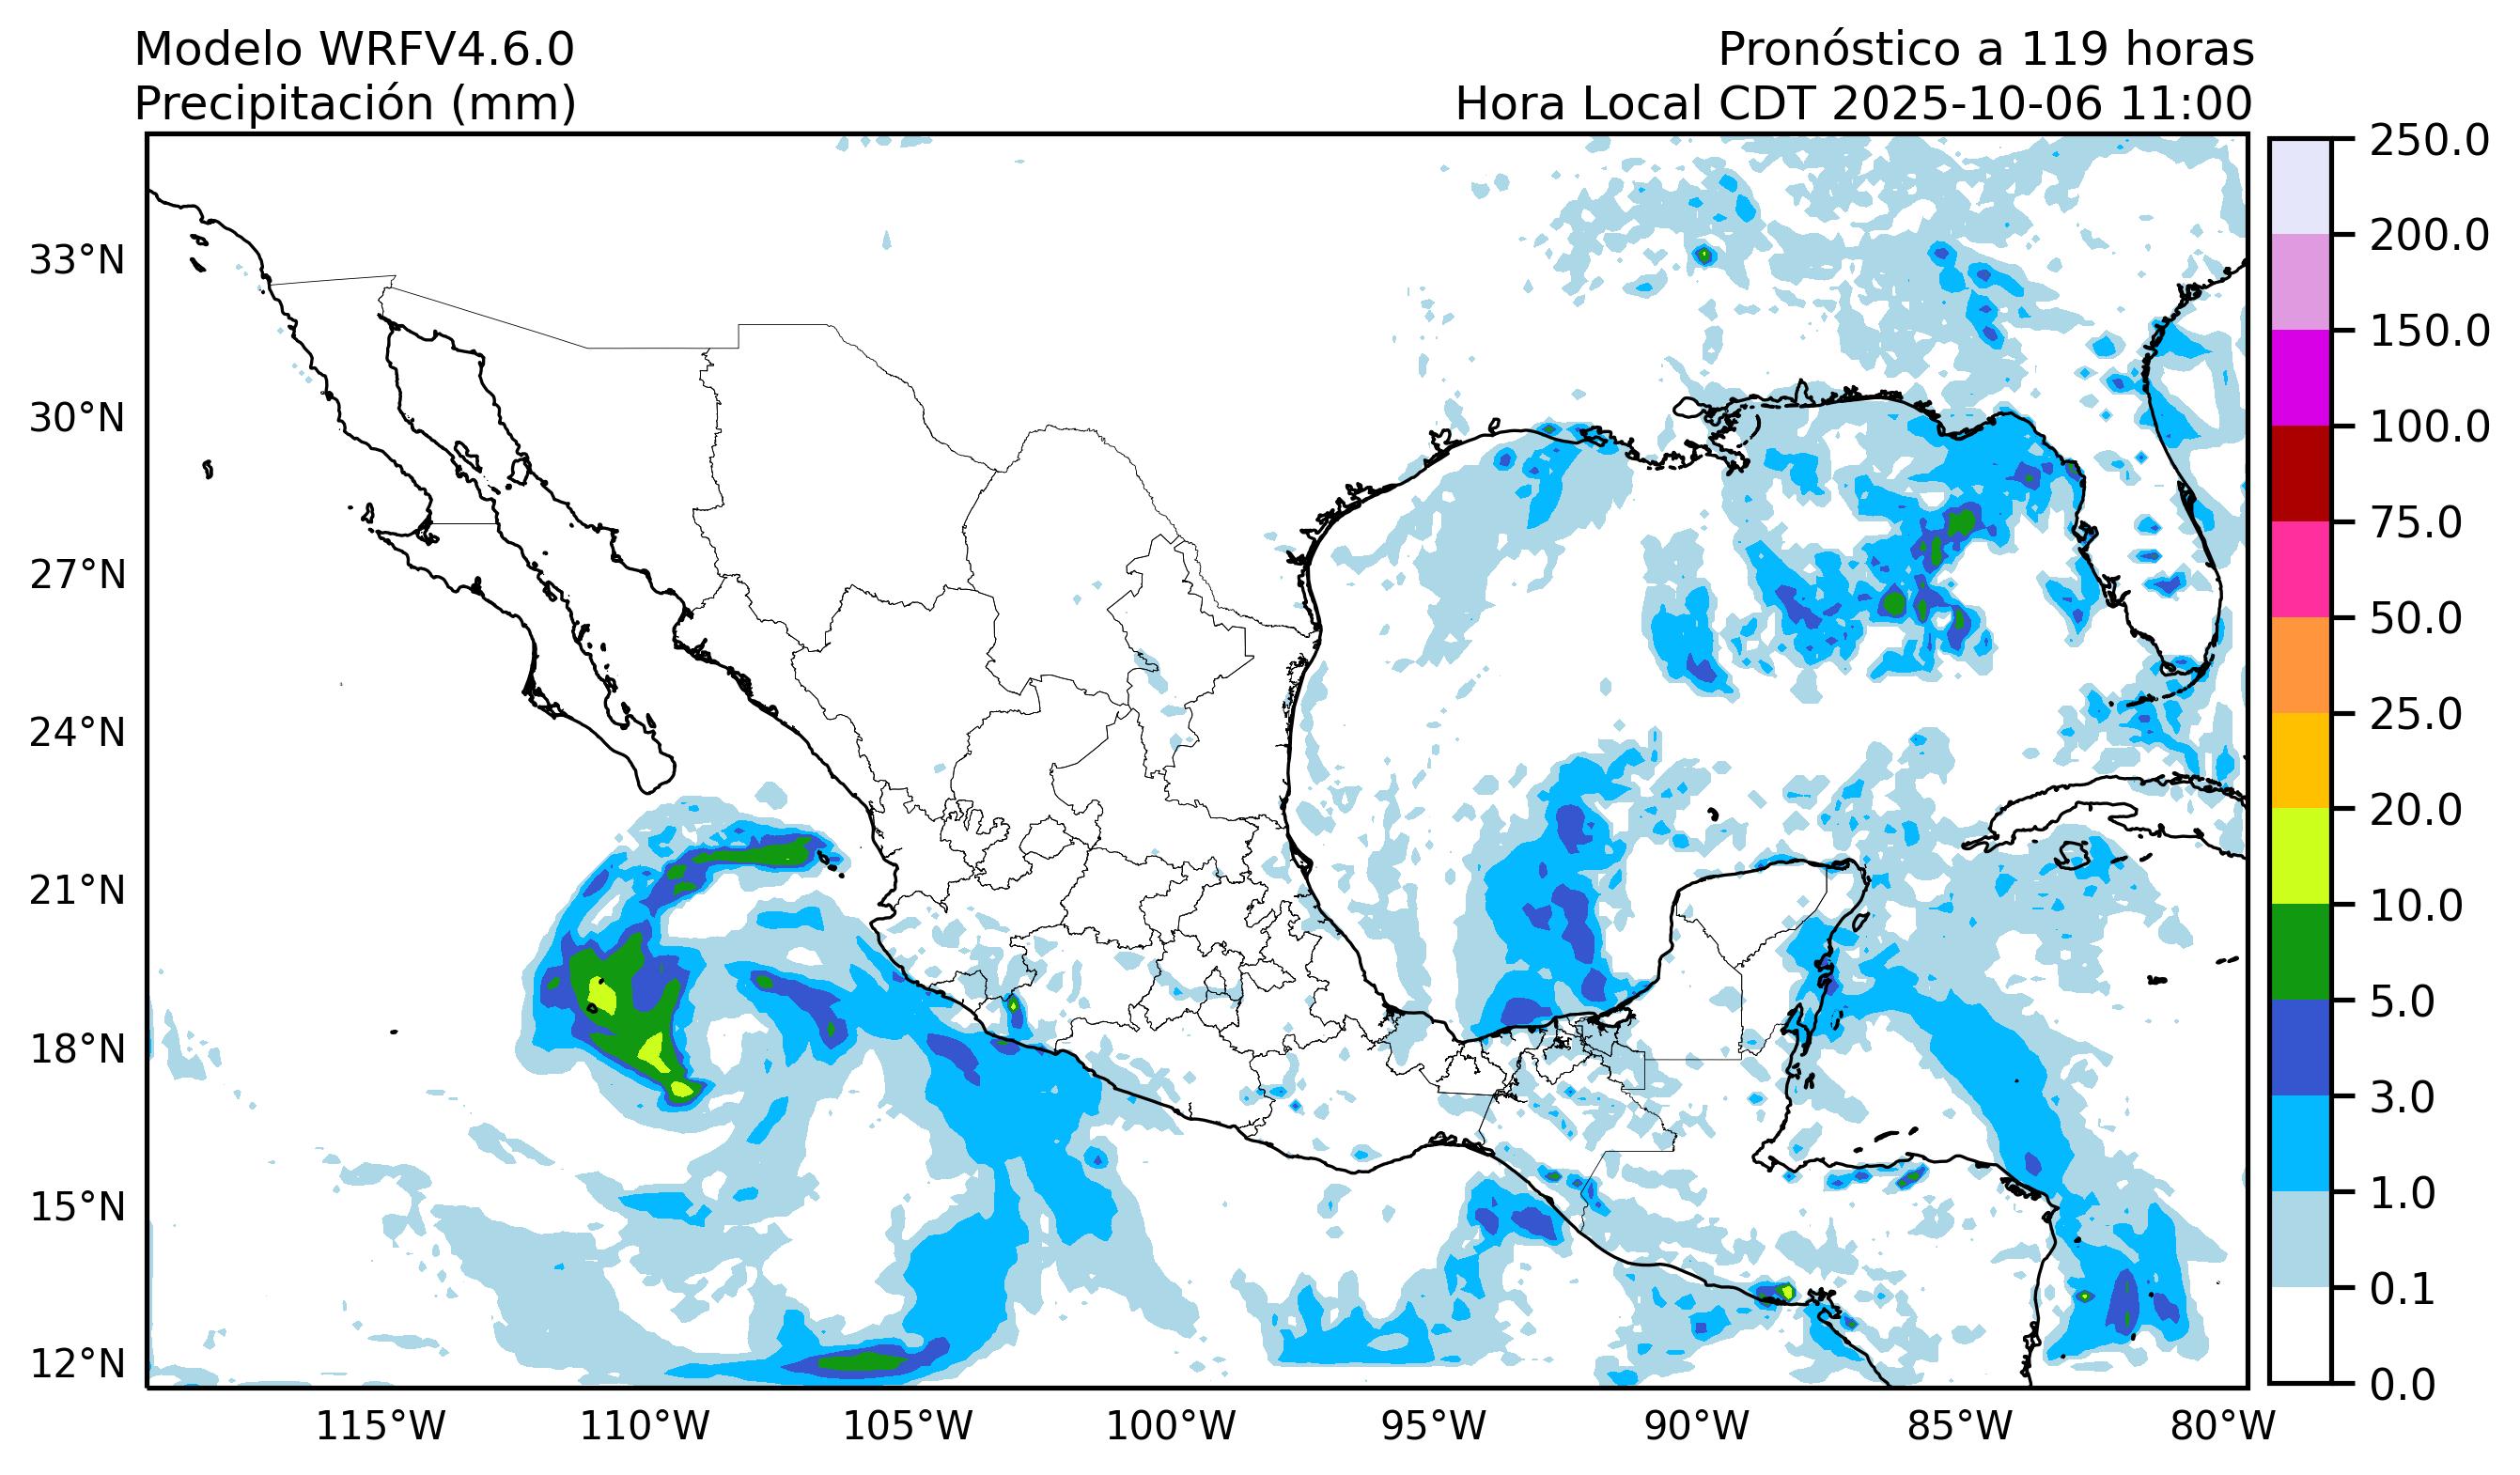 Modelo WRFV4.6.0
Precipitación (mm)
Pronóstico a 119 horas
Hora Local CDT 2025-10-06 11:00
33°N
30°N
27°N
24°N
21°N
18°N
15°N
12°N
115°W
110°W
105°W
100°W
95°W
90°W
85°W
80°W
250.0
200.0
150.0
100.0
75.0
50.0
25.0
20.0
10.0
5.0
3.0
1.0
0.1
0.0